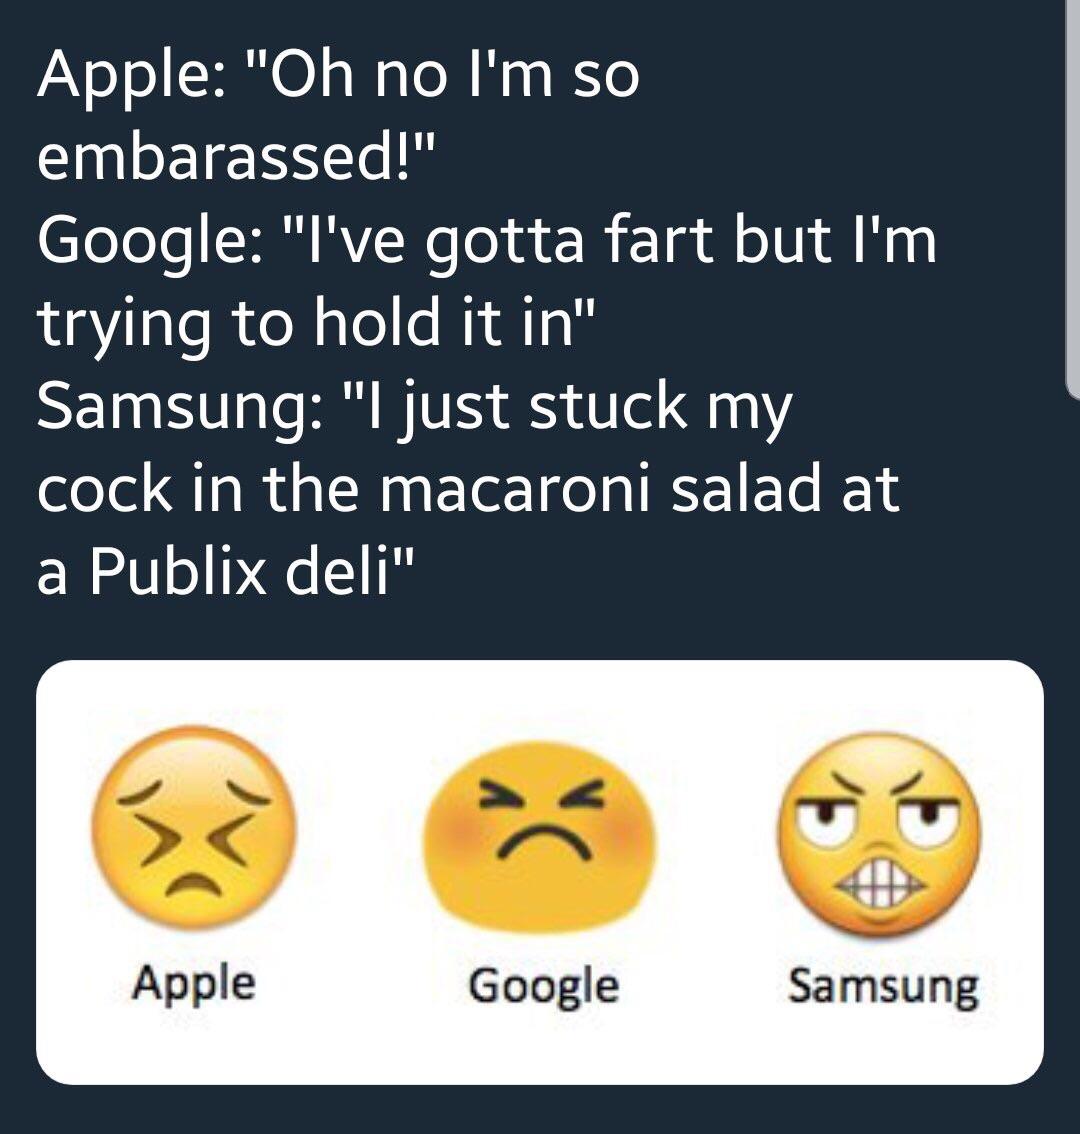 Apple: "Oh no I'm so
embarassed!"
Google: "I've gotta fart but I'm
trying to hold it in"
Samsung: "I just stuck my
cock in the macaroni salad at
a Publix deli"
Apple
Google
Samsung